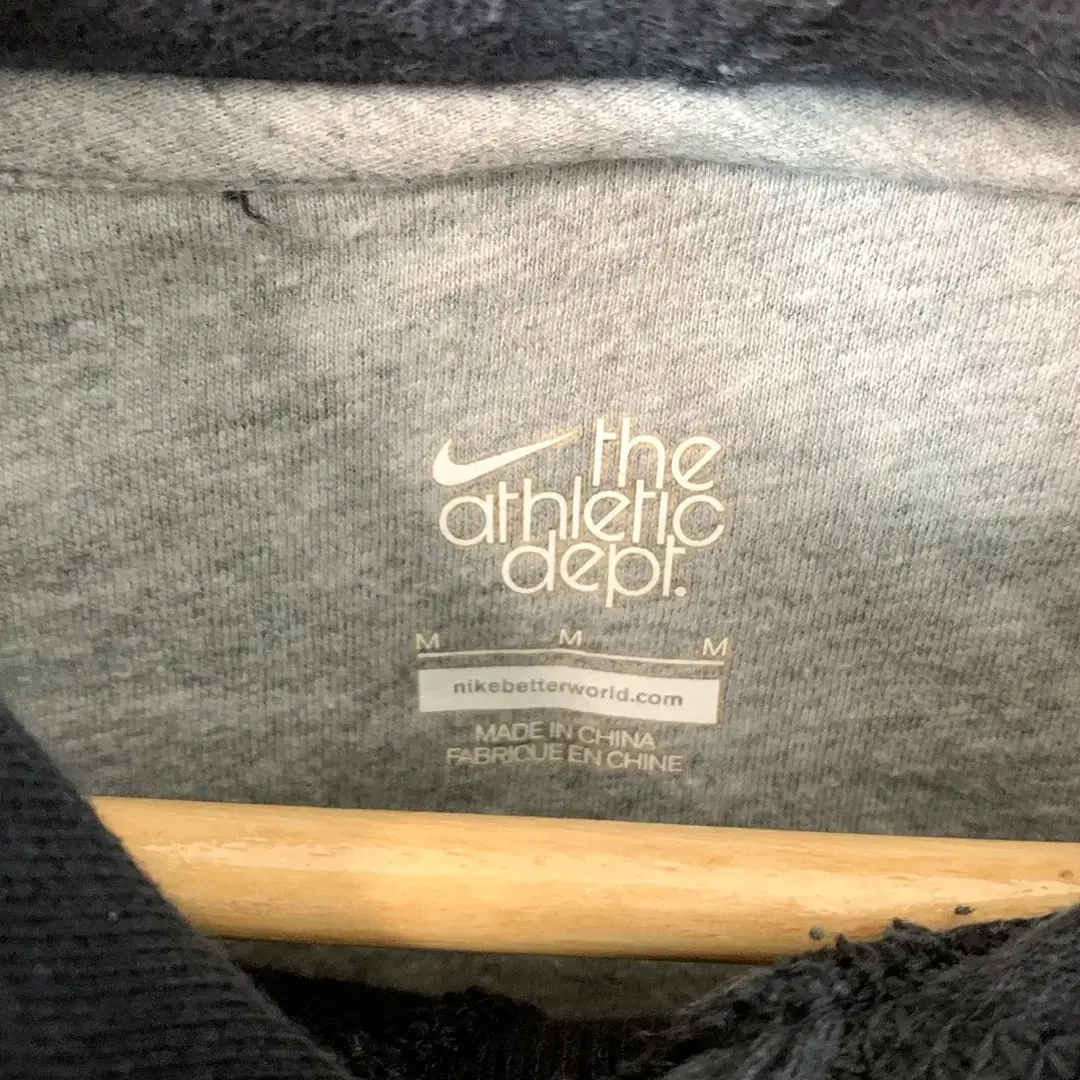 the
athletic
dept.
M M M
nikebetterworld.com
MADE IN CHINA
FABRIQUE EN CHINE